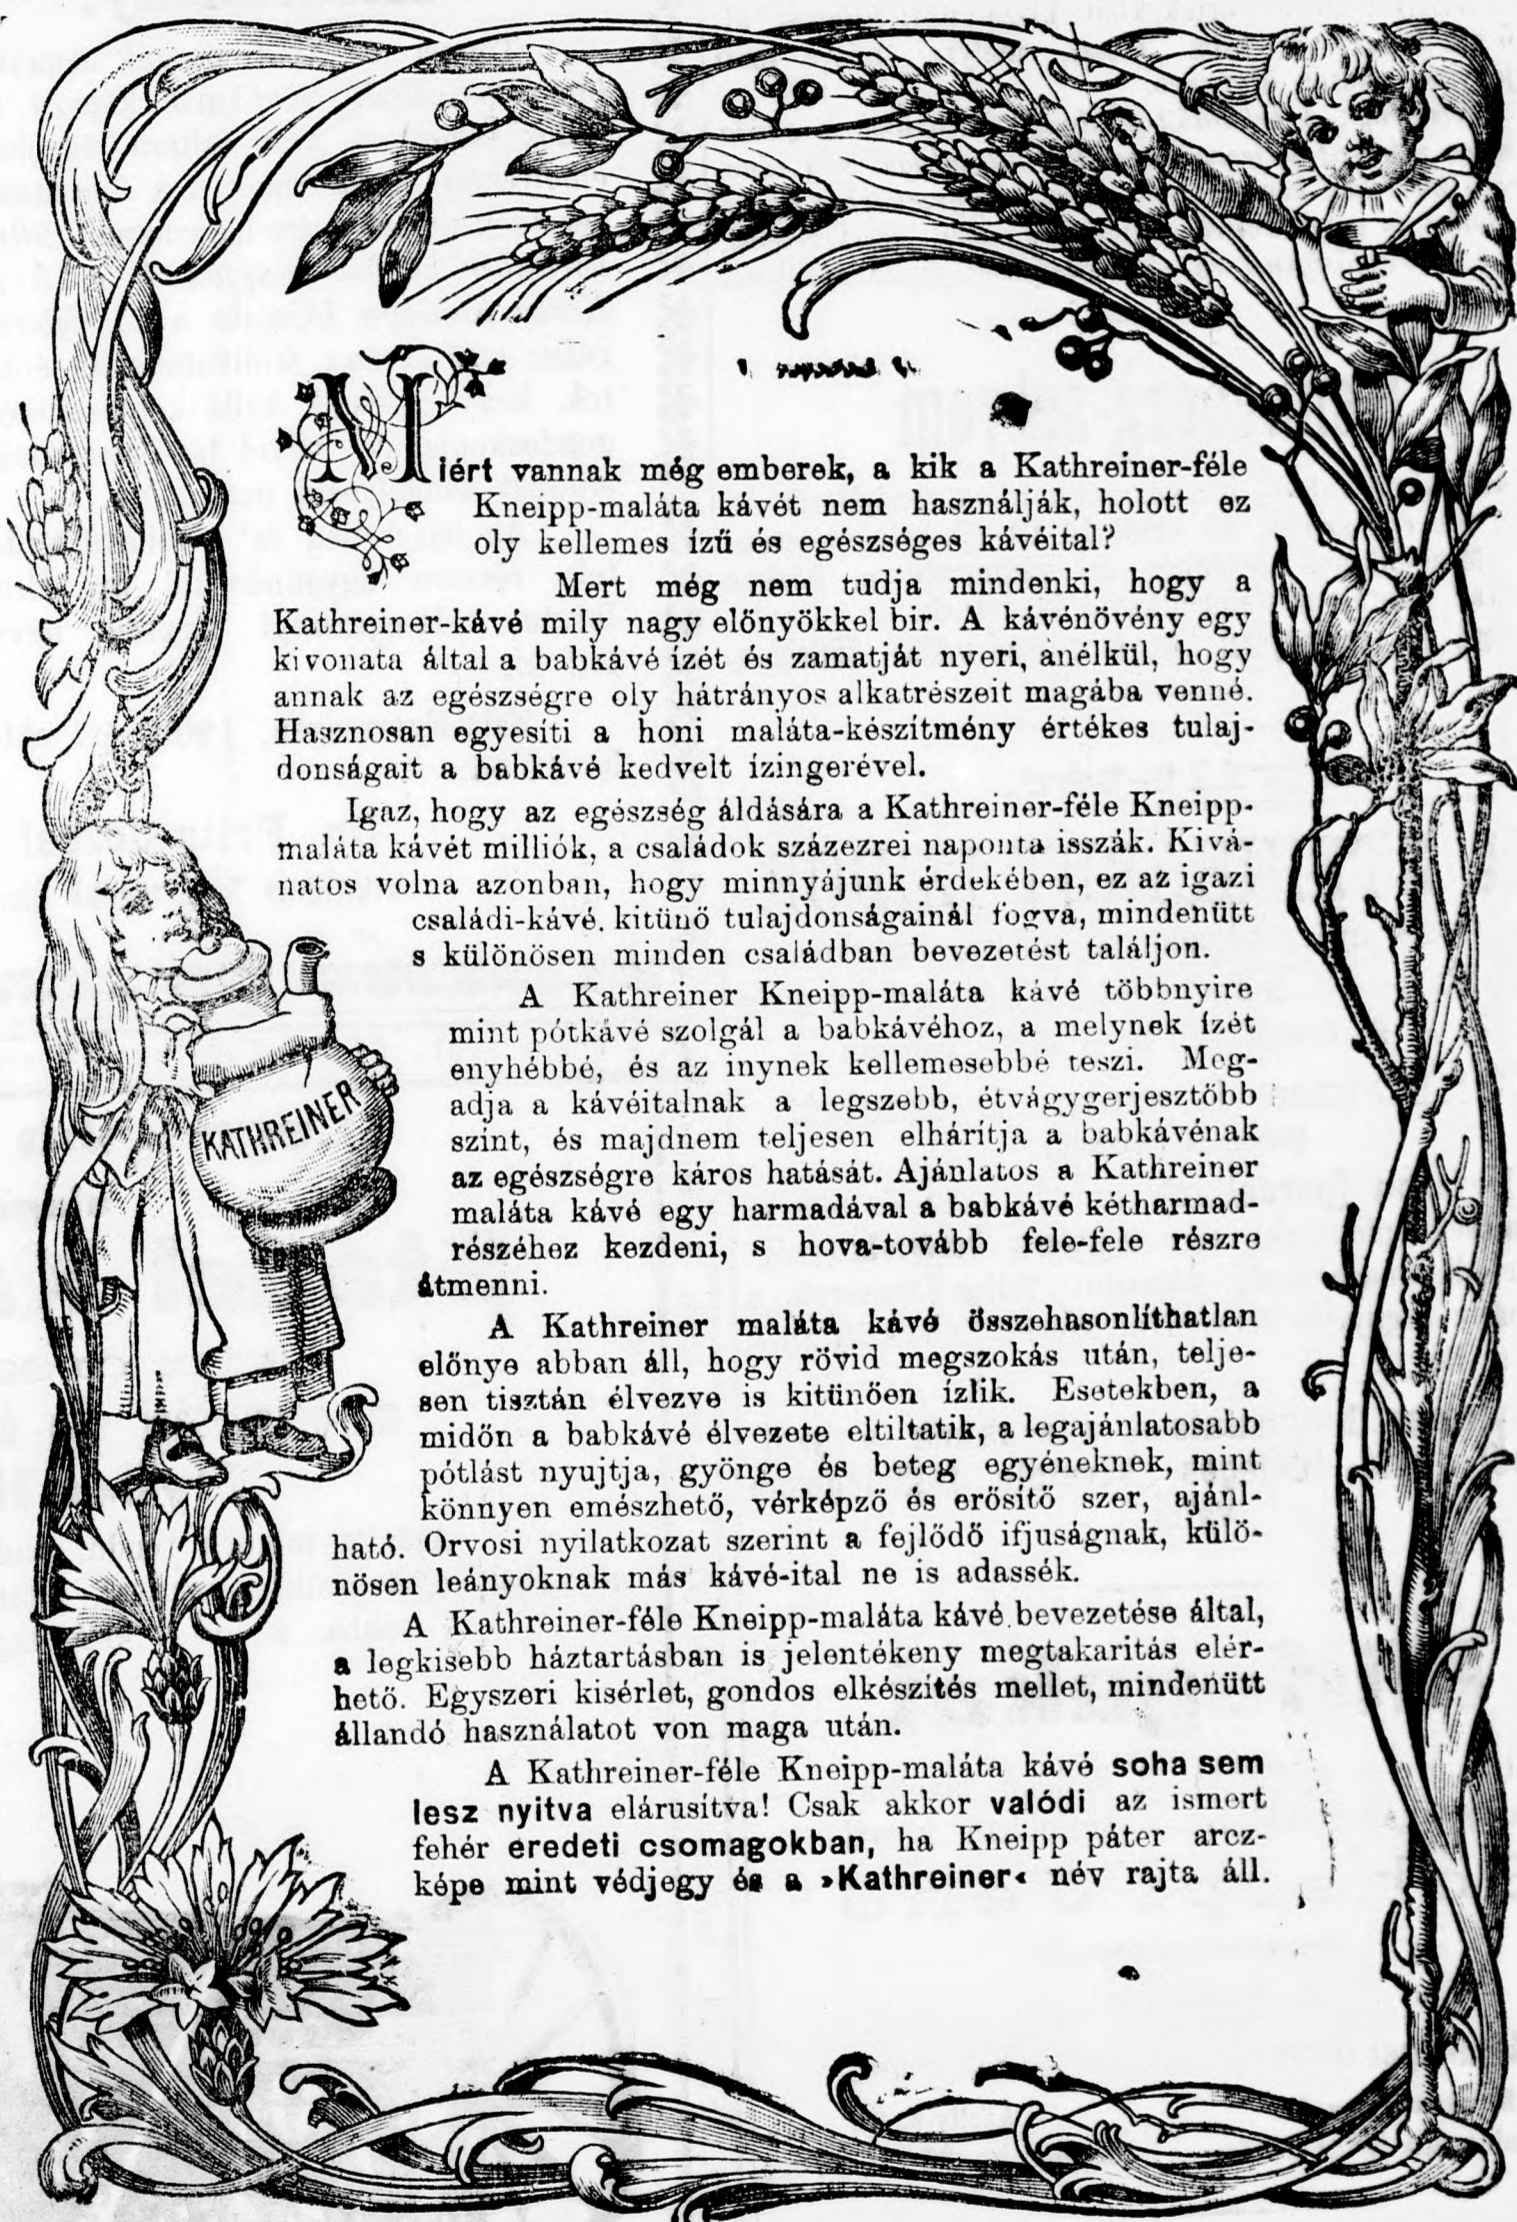 Miért vannak még emberek, a kik a Kathreiner-féle
Kneipp-maláta kávét nem használják, holott ez
oly kellemes ízű és egészséges kávéital?
Mert még nem tudja mindenki, hogy a
Kathreiner-kávé mily nagy előnyökkel bir. A kávénövény egy
kivonata által a babkávé ízét és zamatját nyeri, anélkül, hogy
annak az egészségre oly hátrányos alkatrészeit magába venné.
Hasznosan egyesíti a honi maláta-készítmény értékes tulaj-
donságait a babkávé kedvelt ízingerével.
Igaz, hogy az egészség áldására a Kathreiner-féle Kneipp-
maláta kávét milliók, a családok százezrei naponta isszák. Kivá-
natos volna azonban, hogy minnyájunk érdekében, ez az igazi
családi-kávé, kitünő tulajdonságainál fogva, mindenütt
s különösen minden családban bevezetést találjon.
A Kathreiner Kneipp-maláta kávé többnyire
mint pótkávé szolgál a babkávéhoz, a melynek ízét
enyhébbé, és az inynek kellemesebbé teszi. Meg-
adja a kávéitalnak a legszebb, étvágygerjesztöbb
szint, és majdnem teljesen elhárítja a babkávénak
az egészségre káros hatását. Ajánlatos a Kathreiner
maláta kávé egy harmadával a babkávé kétharmad-
részéhez kezdeni, s hova-tovább fele-fele részre
átmenni.
A Kathreiner maláta kávé összehasonlíthatlan
előnye abban áll, hogy rövid megszokás után, telje-
sen tisztán élvezve is kitünően ízlik. Esetekben, a
midőn a babkávé élvezete eltiltatik, a legajánlatosabb
pótlást nyujtja, gyönge és beteg egyéneknek, mint
könnyen emészhető, vérképző és erősitő szer, ajánl-
ható. Orvosi nyilatkozat szerint a fejlődő ifjuságnak, külö-
nösen leányoknak más kávé-ital ne is adassék.
A Kathreiner-féle Kneipp-maláta kávé bevezetése által,
a legkisebb háztartásban is jelentékeny megtakaritás elér-
hető. Egyszeri kisérlet, gondos elkészítés mellet, mindenütt
állandó használatot von maga után.
A Kathreiner-féle Kneipp-maláta kávé soha sem
lesz nyitva elárusítva! Csak akkor valódi az ismert
fehér eredeti csomagokban, ha Kneipp páter arcz-
képe mint védjegy és a »Kathreiner« név rajta áll.
KATHREINER